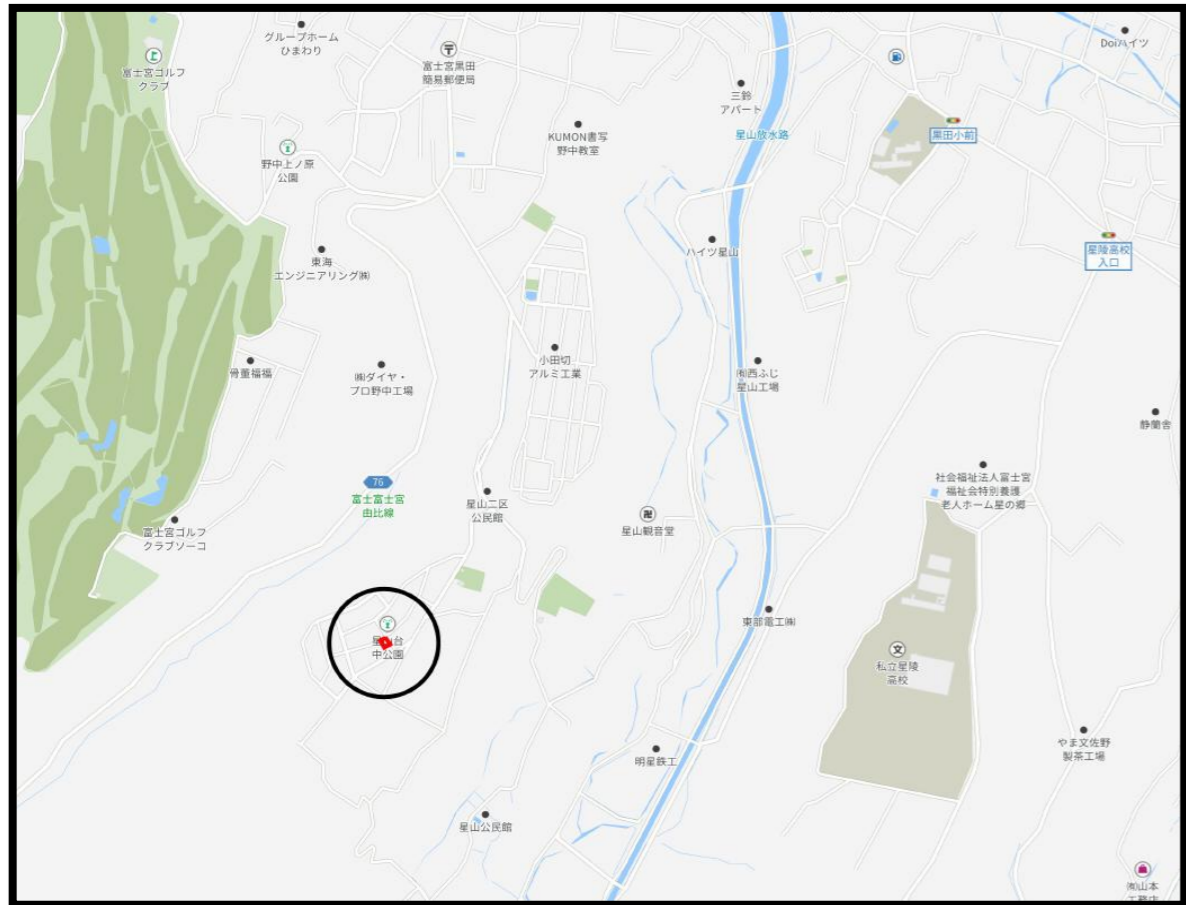 グループホーム
ひまわり
富士宮ゴルフ
クラブ
富士宮黒田
簡易郵便局
Doiハイツ
三鈴
アパート
KUMON書写
野中教室
星山放水路
黒田小前
野中上ノ原
公園
東海
エンジニアリング㈱
ハイツ星山
星陵高校
入口
骨董福福
㈱ダイヤ・
プロ野中工場
小田切
アルミ工業
㈲西ふじ
星山工場
静蘭舎
76
富士富士宮
由比線
星山二区
公民館
社会福祉法人富士宮
福祉会特別養護
老人ホーム星の郷
富士宮ゴルフ
クラブソーコ
卍
星山観音堂
星山台
中公園
東部電工㈱
文
私立星陵
高校
明星鉄工
やま文佐野
製茶工場
星山公民館
㈲山本